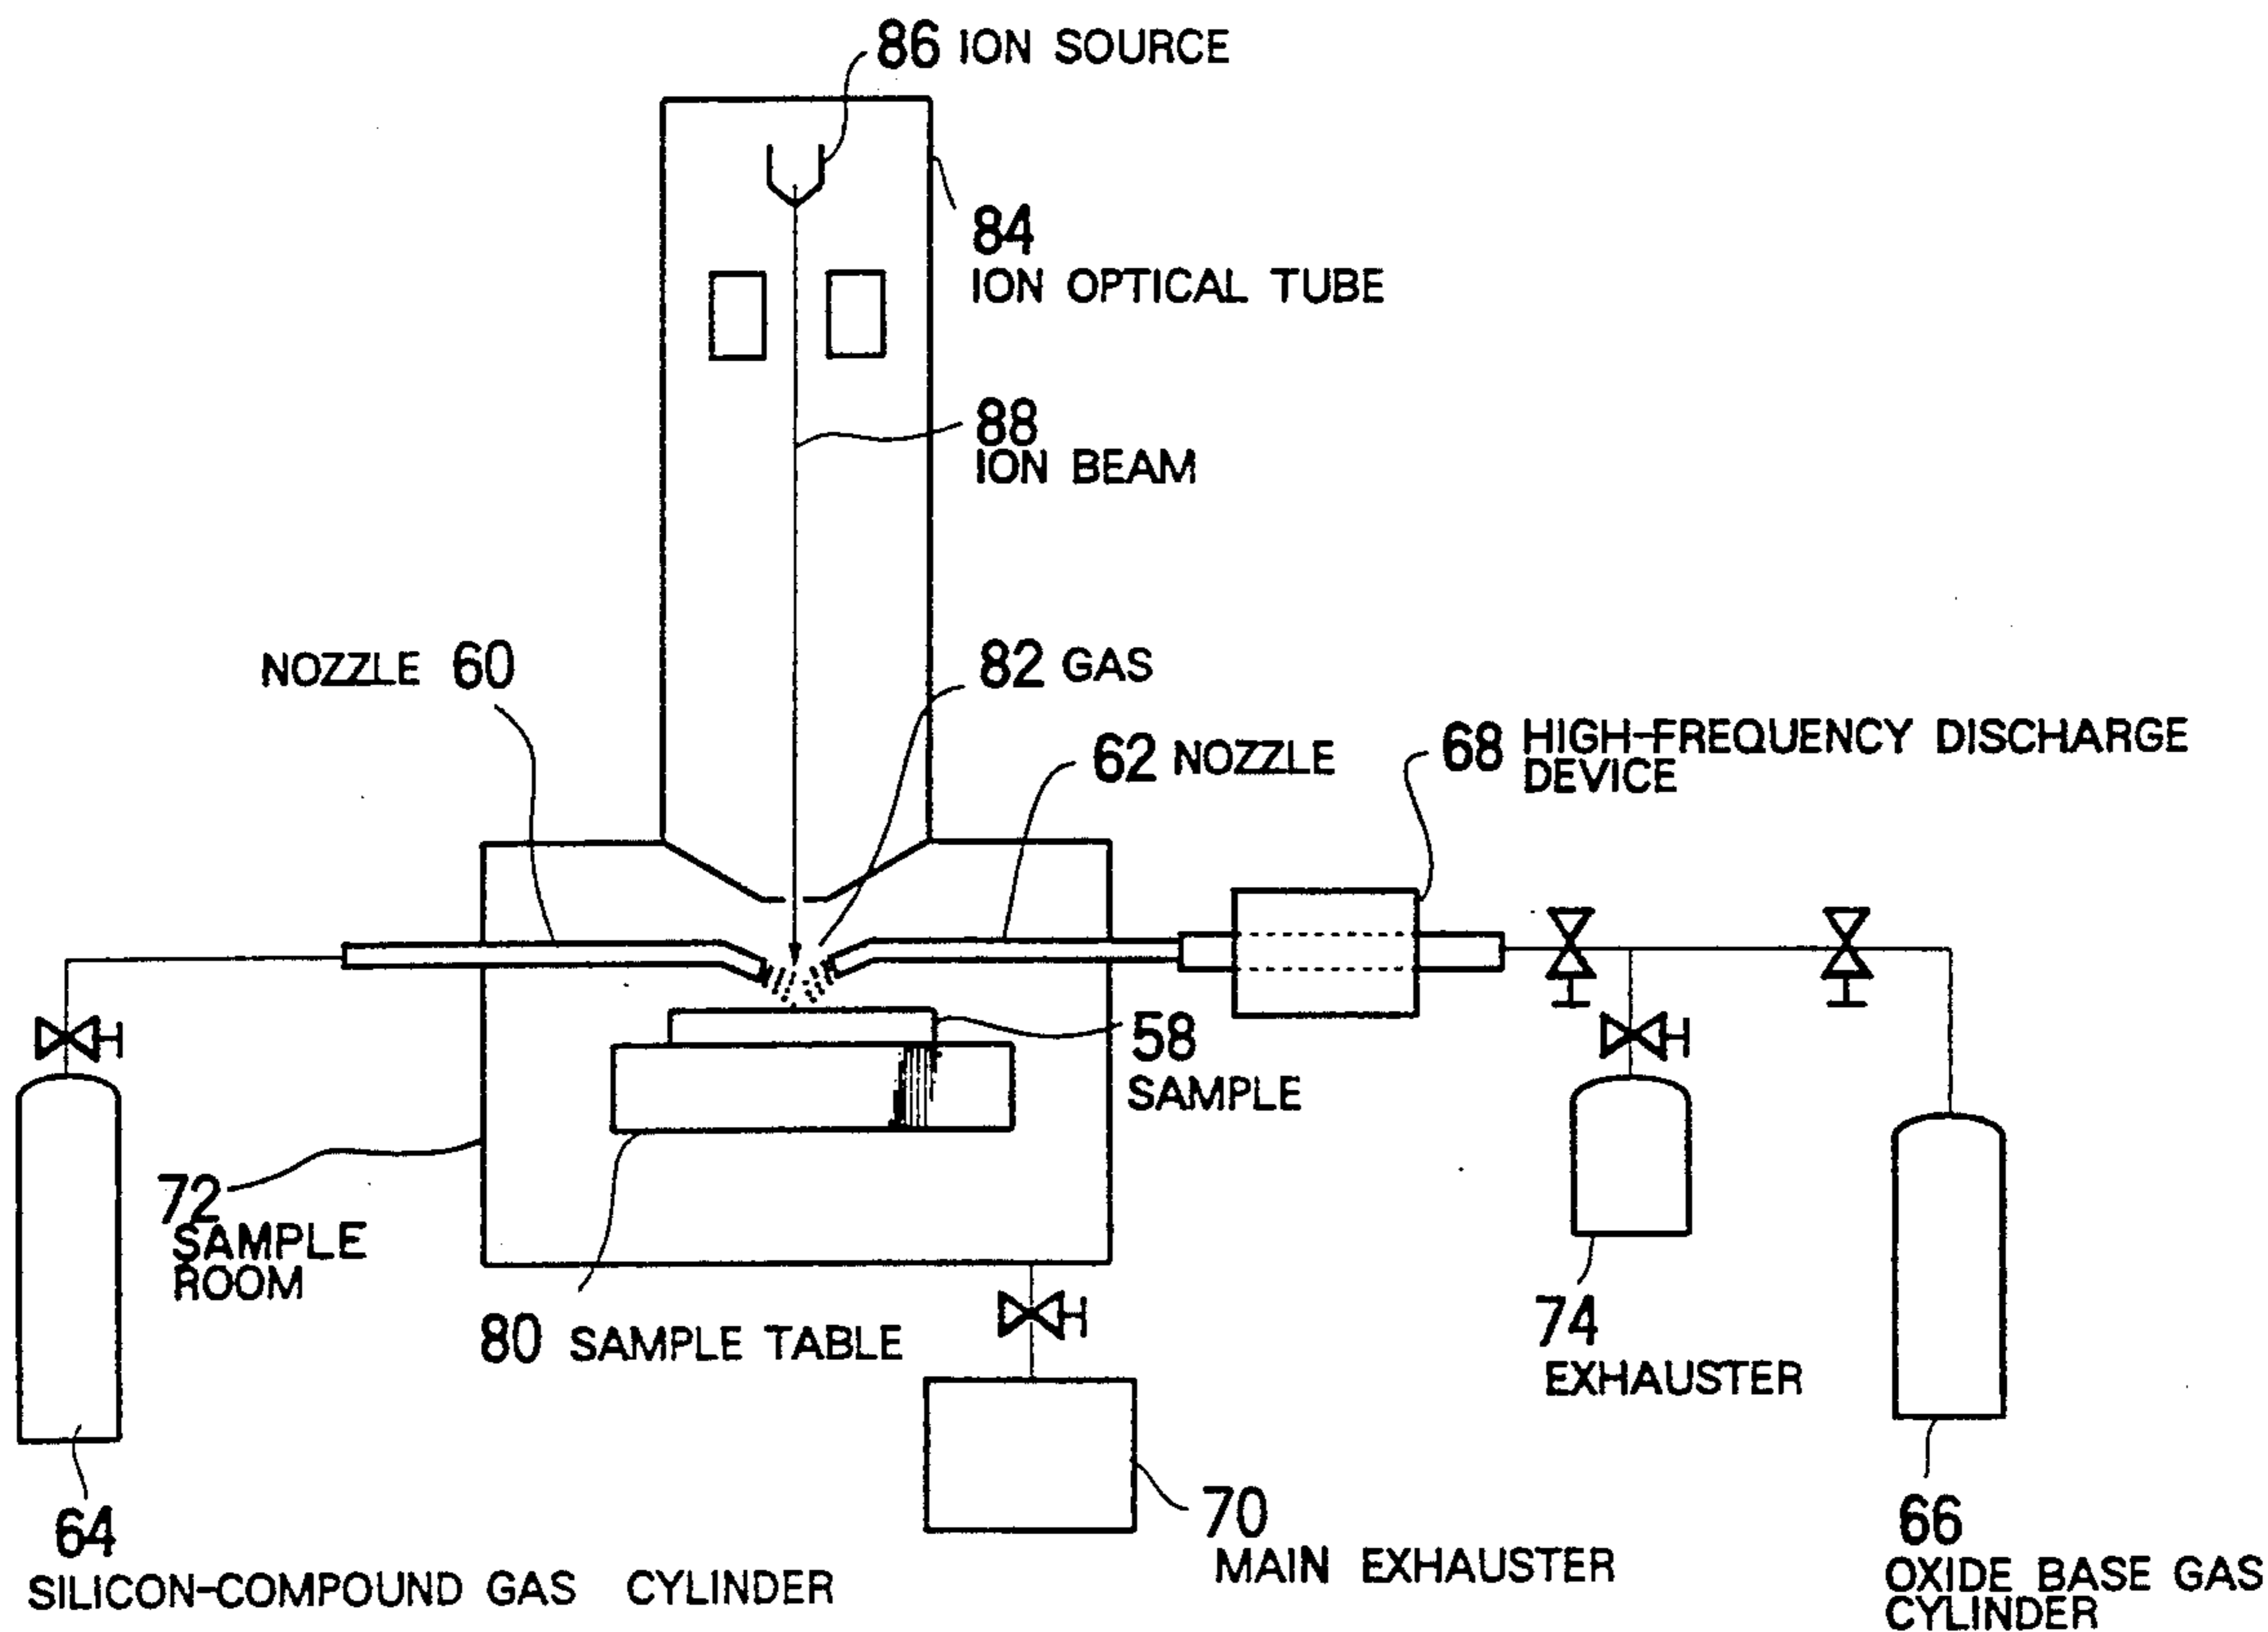 86 ION SOURCE
84
ION OPTICAL TUBE
88
ION BEAM
NOZZLE 60
82 GAS
62 NOZZLE
68 HIGH-FREQUENCY DISCHARGE
DEVICE
58
SAMPLE
72
SAMPLE
ROOM
80 SAMPLE TABLE
74
EXHAUSTER
64
SILICON-COMPOUND GAS CYLINDER
70
MAIN EXHAUSTER
66
OXIDE BASE GAS
CYLINDER